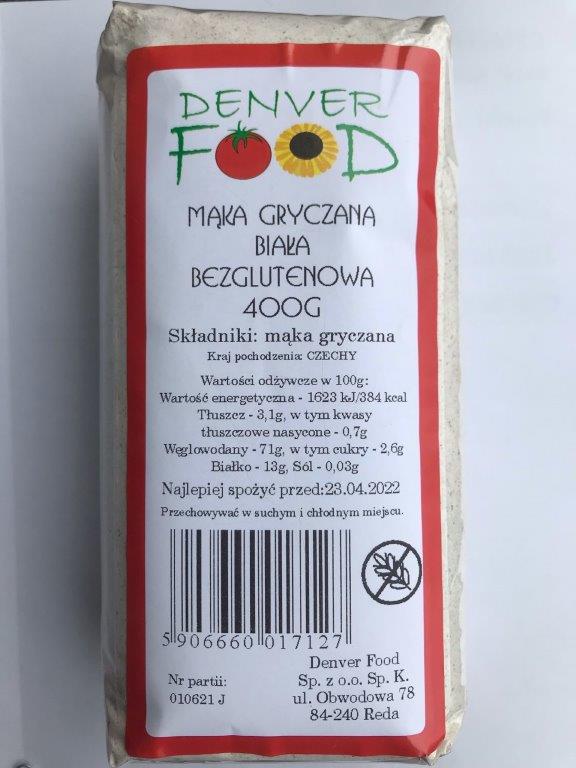 DENVER
FOOD
MĄKA GRYCZANA
BIAŁA
BEZGLUTENOWA
400G
Składniki: mąka gryczana
Kraj pochodzenia: CZECHY
Wartości odżywcze w 100g:
Wartość energetyczna - 1623 kJ/384 kcal
Tłuszcz - 3,1g, w tym kwasy
tłuszczowe nasycone - 0,7g
Węglowodany - 71g, w tym cukry - 2,6g
Białko - 13g, Sól - 0,03g
Najlepiej spożyć przed:23.04.2022
Przechowywać w suchym i chłodnym miejscu.
5 906660 017127
Nr partii:
010621 J
Denver Food
Sp. z o.o. Sp. K.
ul. Obwodowa 78
84-240 Reda